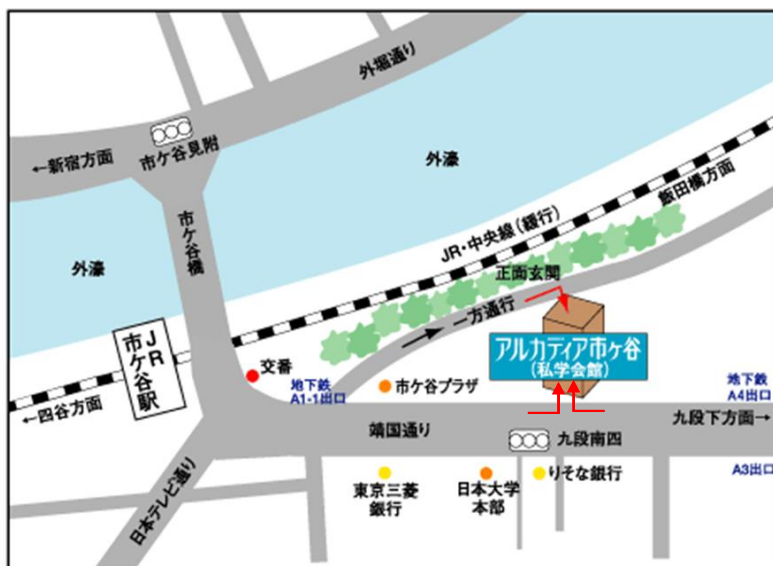 外堀通り
←新宿方面
市ケ谷見附
外濠
飯田橋方面
市ケ谷橋
JR・中央線(緩行)
外濠
正面玄関
一方通行
JR
市ケ谷駅
アルカディア市ヶ谷
(私学会館)
交番
地下鉄
A1-1出口
市ケ谷プラザ
地下鉄
A4出口
←四谷方面
九段下方面→
靖国通り
九段南四
日本テレビ通り
東京三菱
銀行
日本大学
本部
りそな銀行
A3出口